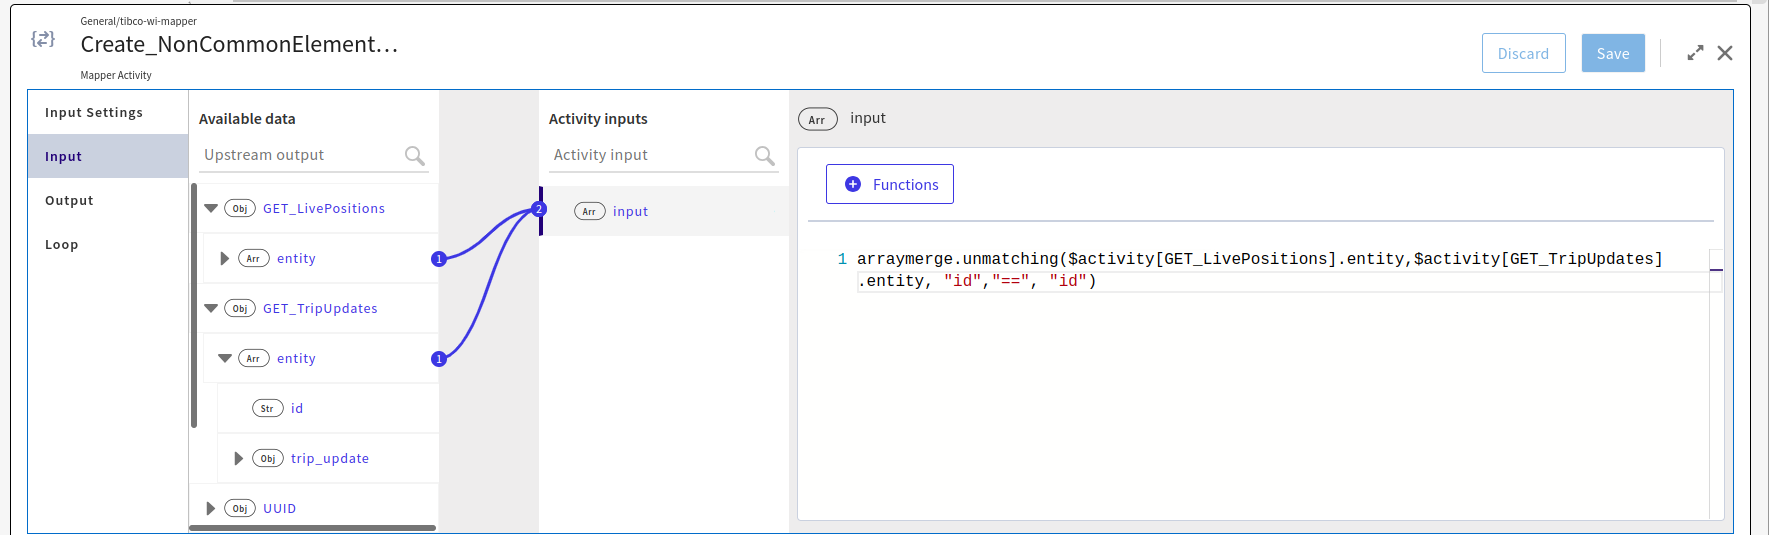 General/tibco-wi-mapper
Create_NonCommonElement...
Mapper Activity
Discard
Save
Input Settings
Input
Output
Loop
Available data
Upstream output
Obj GET_LivePositions
Arr entity
1
Obj GET_TripUpdates
Arr entity
1
Str id
Obj trip_update
Obj UUID
Activity inputs
Activity input
2
Arr input
Arr input
Functions
1 arraymerge.unmatching($activity[GET_LivePositions].entity,$activity[GET_TripUpdates]
.entity, "id","==", "id")